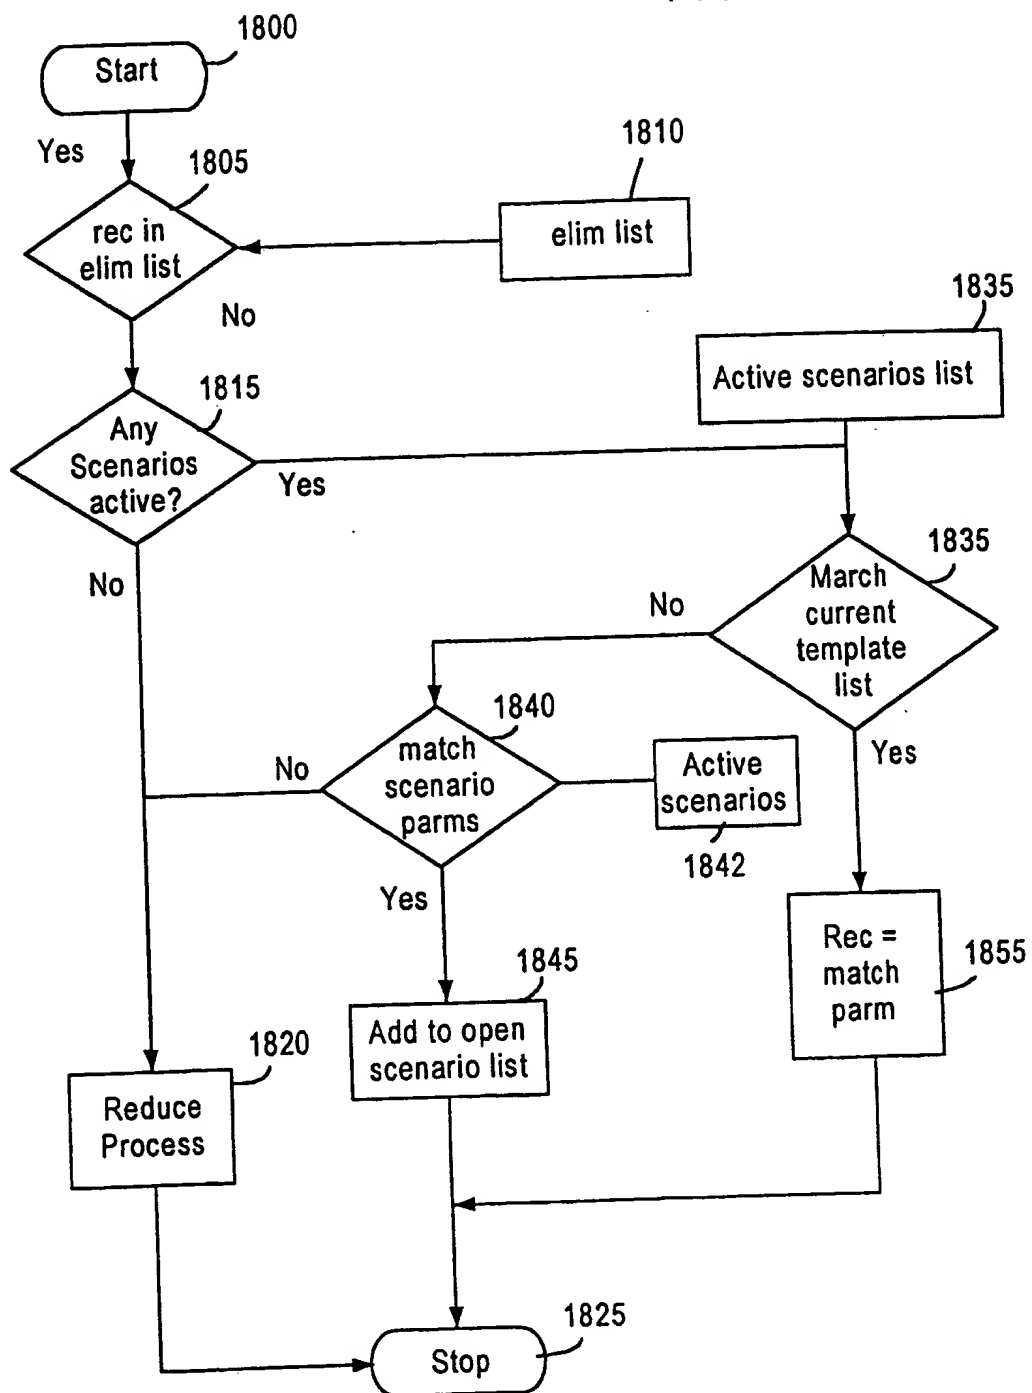 1800
Start
Yes
1805
1810
rec in
elim list
elim list
No
1835
Active scenarios list
1815
Any
Scenarios
active?
Yes
No
1835
March
current
template
list
No
Yes
1840
match
scenario
parms
No
Active
scenarios
1842
Yes
Rec =
match
parm
1855
1845
Add to open
scenario list
1820
Reduce
Process
1825
Stop